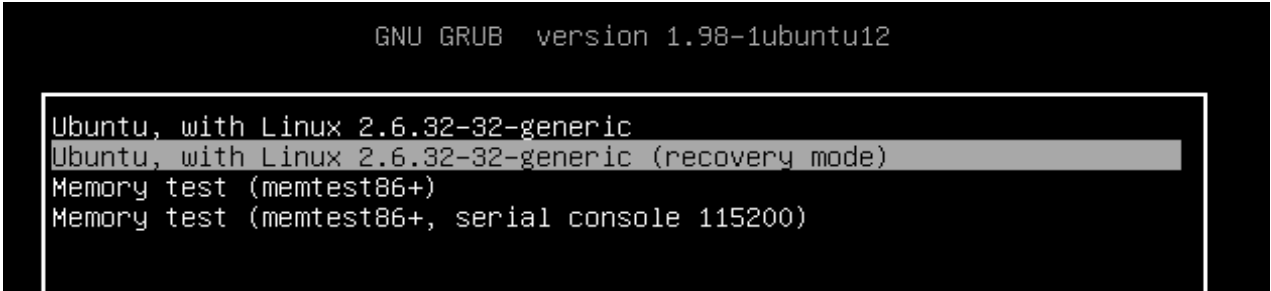 GNU GRUB  version 1.98-1ubuntu12
Ubuntu, with Linux 2.6.32-32-generic
Ubuntu, with Linux 2.6.32-32-generic (recovery mode)
Memory test (memtest86+)
Memory test (memtest86+, serial console 115200)